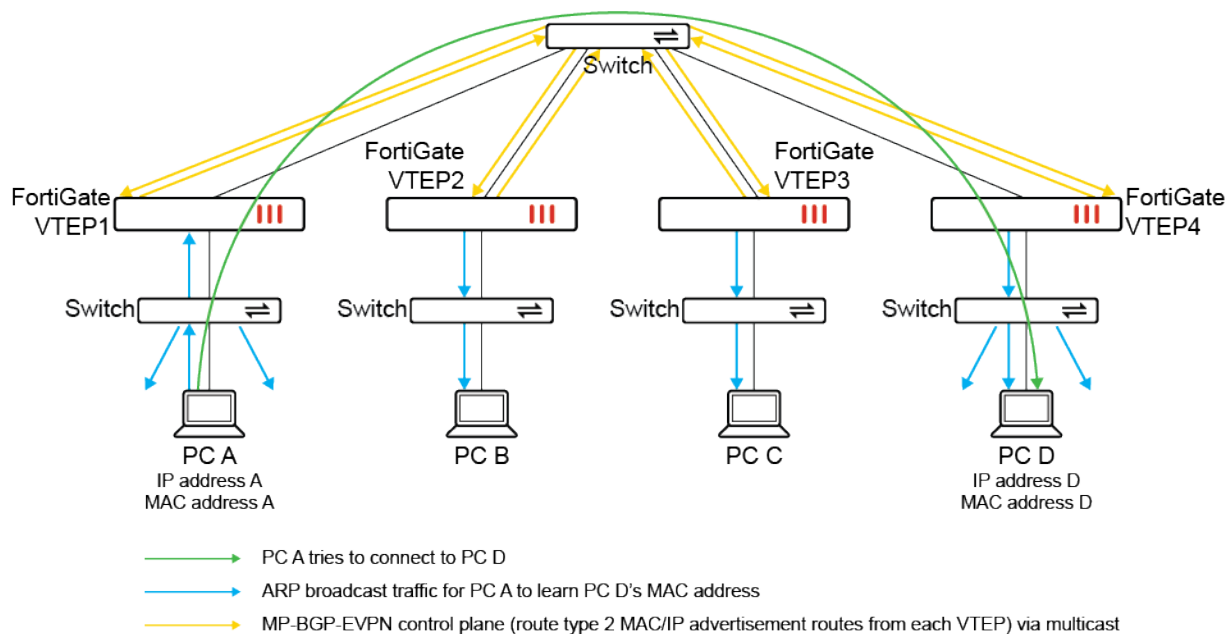 Switch
FortiGate
VTEP1
FortiGate
VTEP2
FortiGate
VTEP3
FortiGate
VTEP4
Switch
Switch
Switch
Switch
PC A
IP address A
MAC address A
PC B
PC C
PC D
IP address D
MAC address D
PC A tries to connect to PC D
ARP broadcast traffic for PC A to learn PC D's MAC address
MP-BGP-EVPN control plane (route type 2 MAC/IP advertisement routes from each VTEP) via multicast